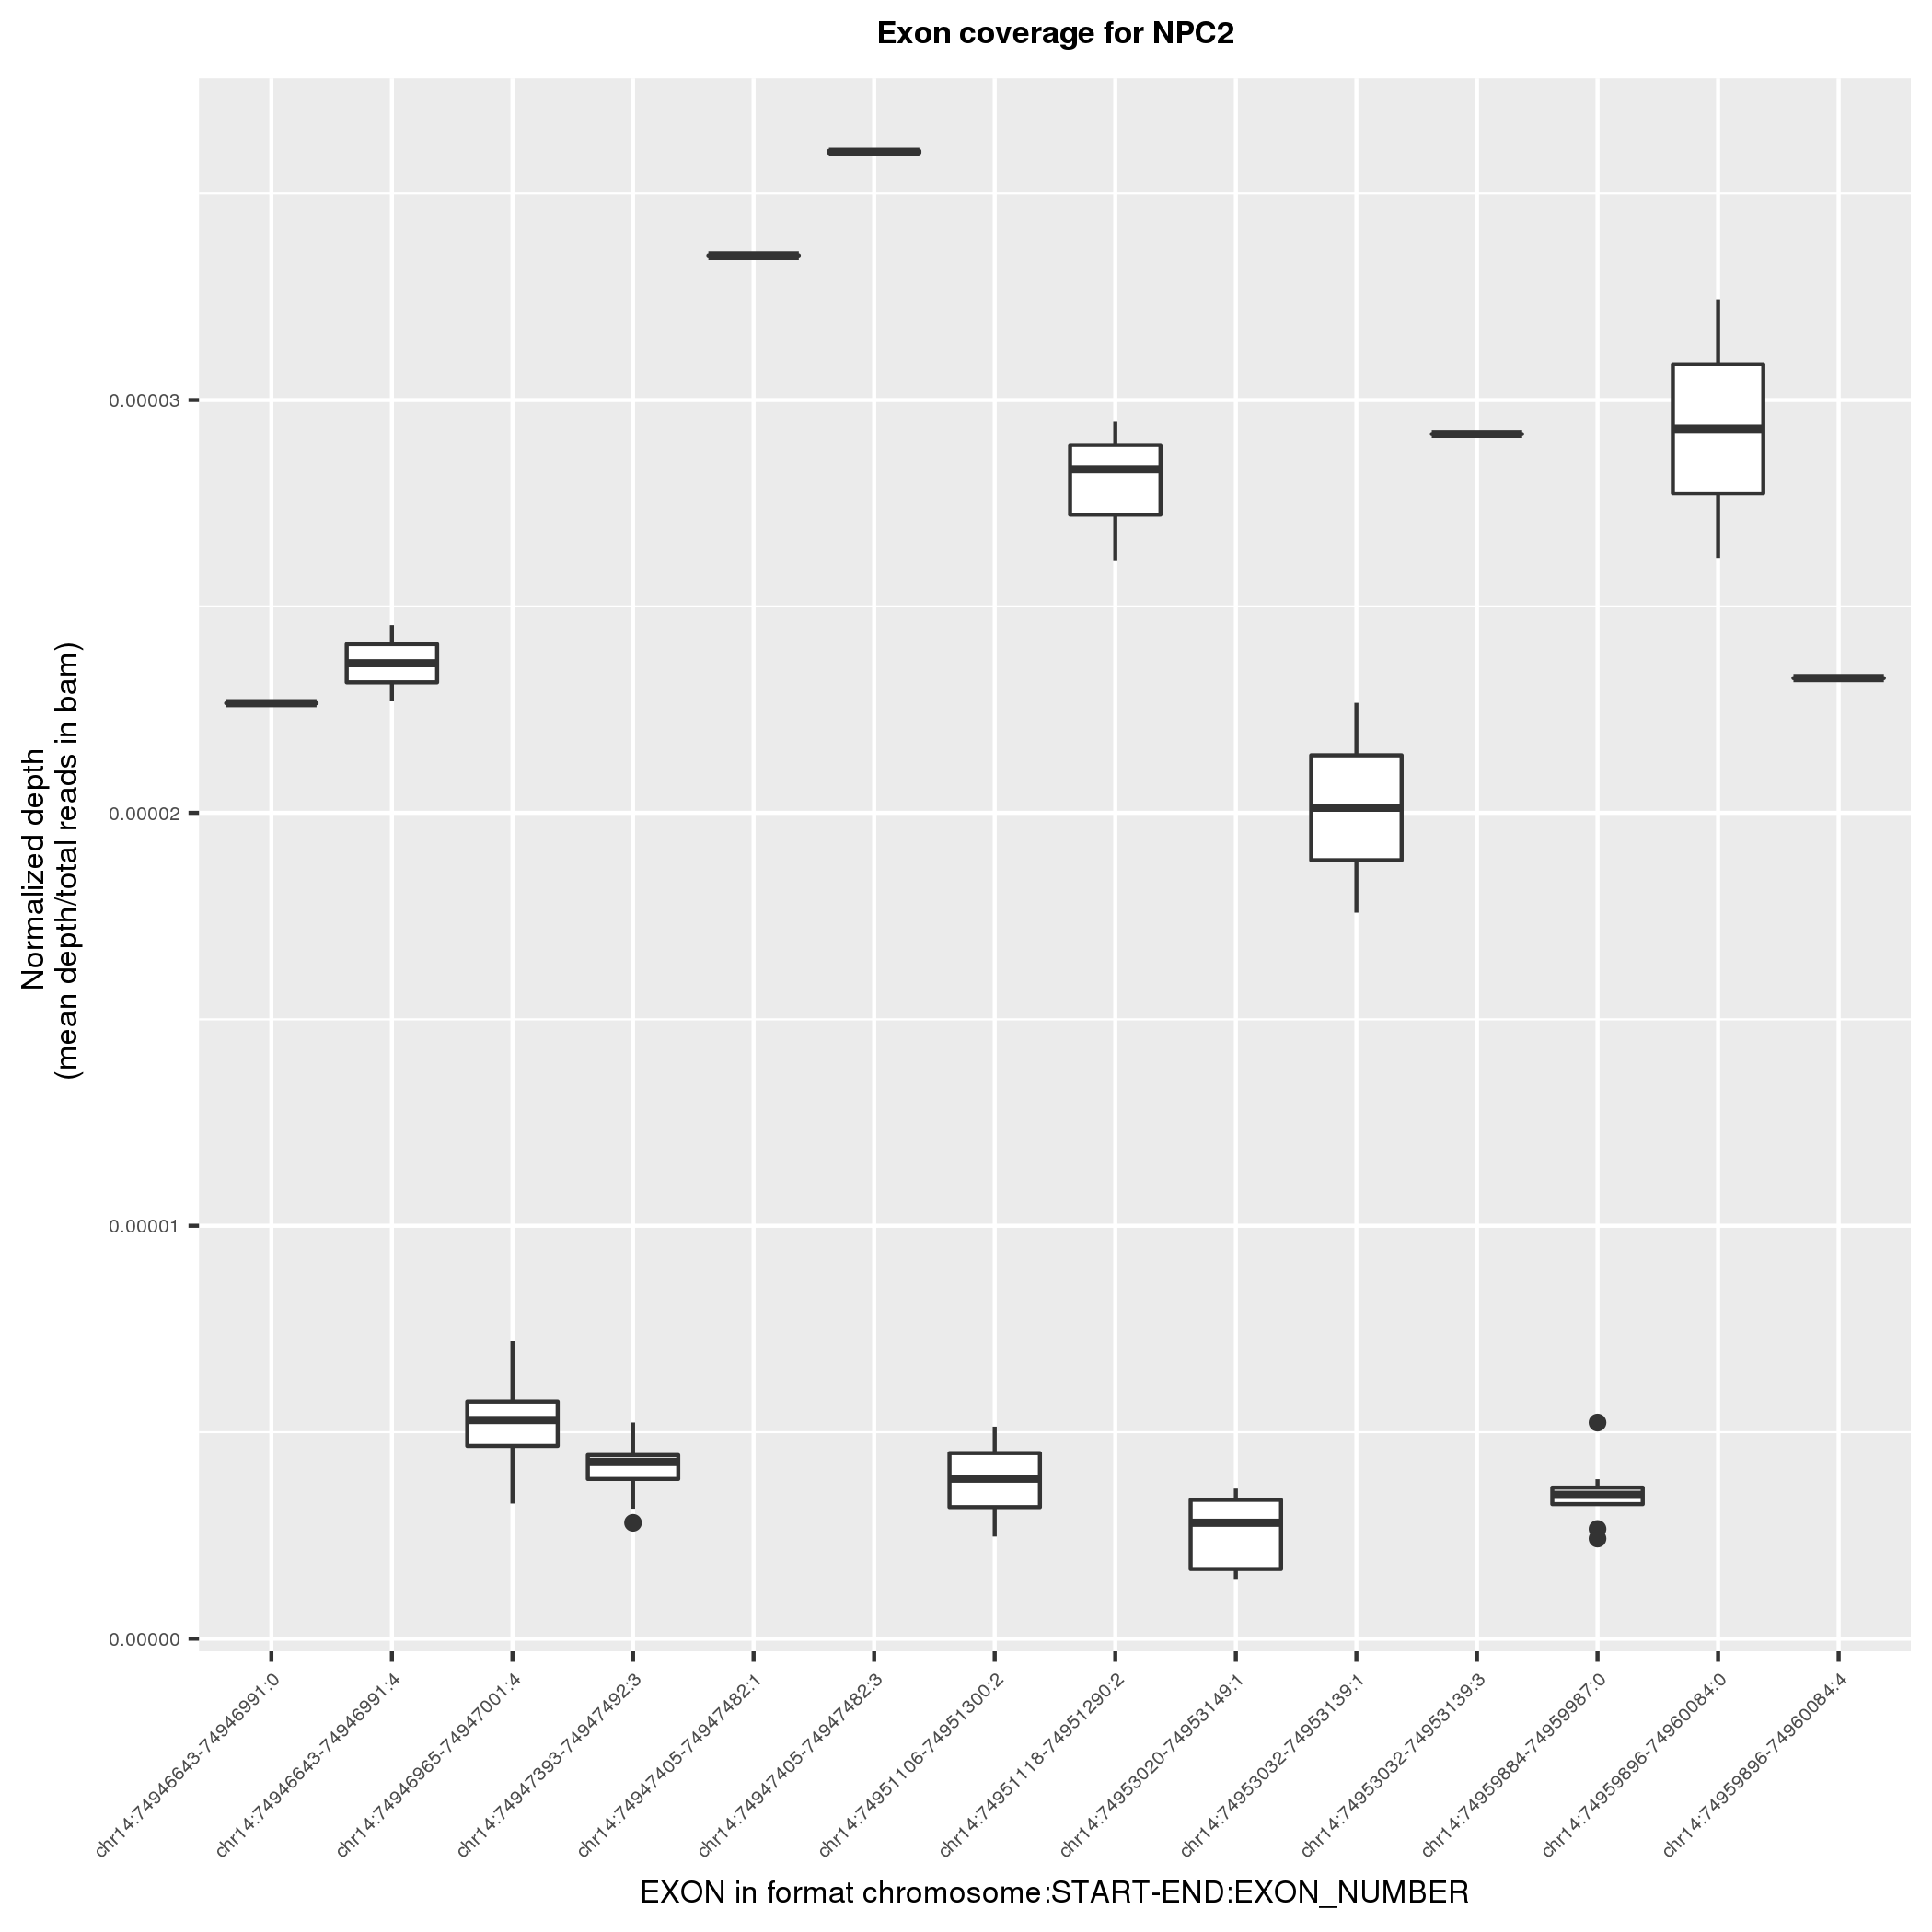 Exon coverage for NPC2
Normalized depth
(mean depth/total reads in bam)
0.00003
0.00002
0.00001
0.00000
chr14:74946643-74946991:0
chr14:74946643-74946991:4
chr14:74946965-74947001:4
chr14:74947393-74947492:3
chr14:74947405-74947482:1
chr14:74947405-74947482:3
chr14:74951106-74951300:2
chr14:74951118-74951290:2
chr14:74953020-74953149:1
chr14:74953032-74953139:1
chr14:74953032-74953139:3
chr14:74959884-74959987:0
chr14:74959896-74960084:0
chr14:74959896-74960084:4
EXON in format chromosome:START-END:EXON_NUMBER